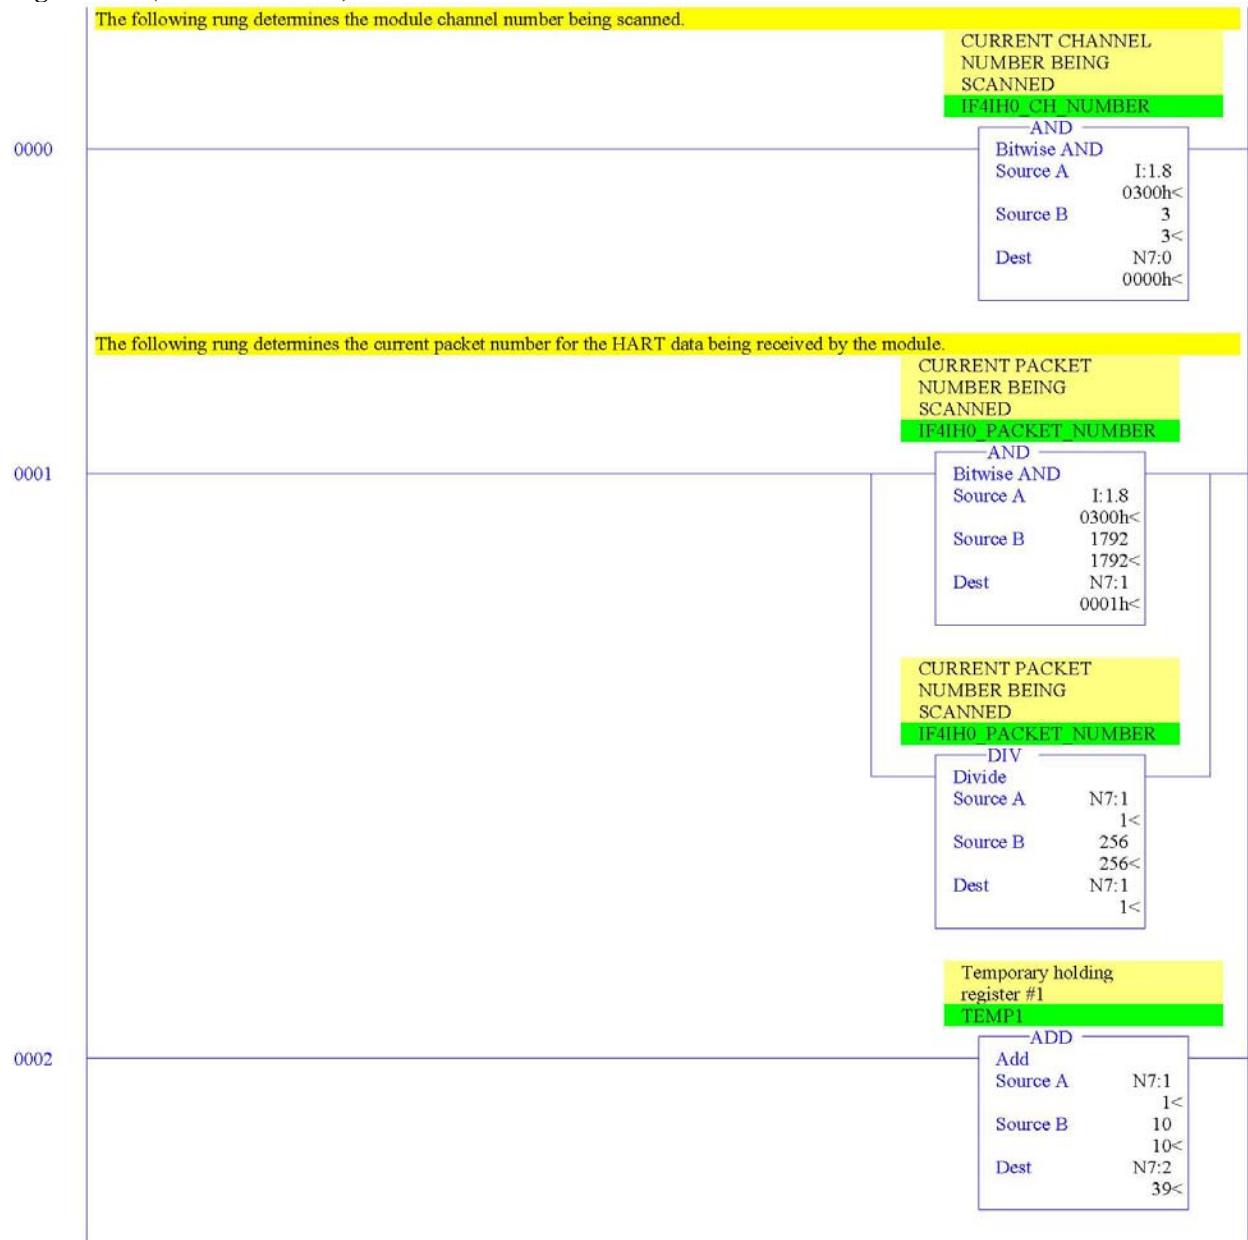 The following rung determines the module channel number being scanned.
CURRENT CHANNEL
NUMBER BEING
SCANNED
IF4IH0_CH_NUMBER
AND
0000
Bitwise AND
Source A I:1.8
0300h<
Source B 3
3<
Dest N7:0
0000h<
The following rung determines the current packet number for the HART data being received by the module.
CURRENT PACKET
NUMBER BEING
SCANNED
IF4IH0_PACKET_NUMBER
AND
0001
Bitwise AND
Source A I:1.8
0300h<
Source B 1792
1792<
Dest N7:1
0001h<
CURRENT PACKET
NUMBER BEING
SCANNED
IF4IH0_PACKET_NUMBER
DIV
Divide
Source A N7:1
1<
Source B 256
256<
Dest N7:1
1<
Temporary holding
register #1
TEMP1
ADD
0002
Add
Source A N7:1
1<
Source B 10
10<
Dest N7:2
39<